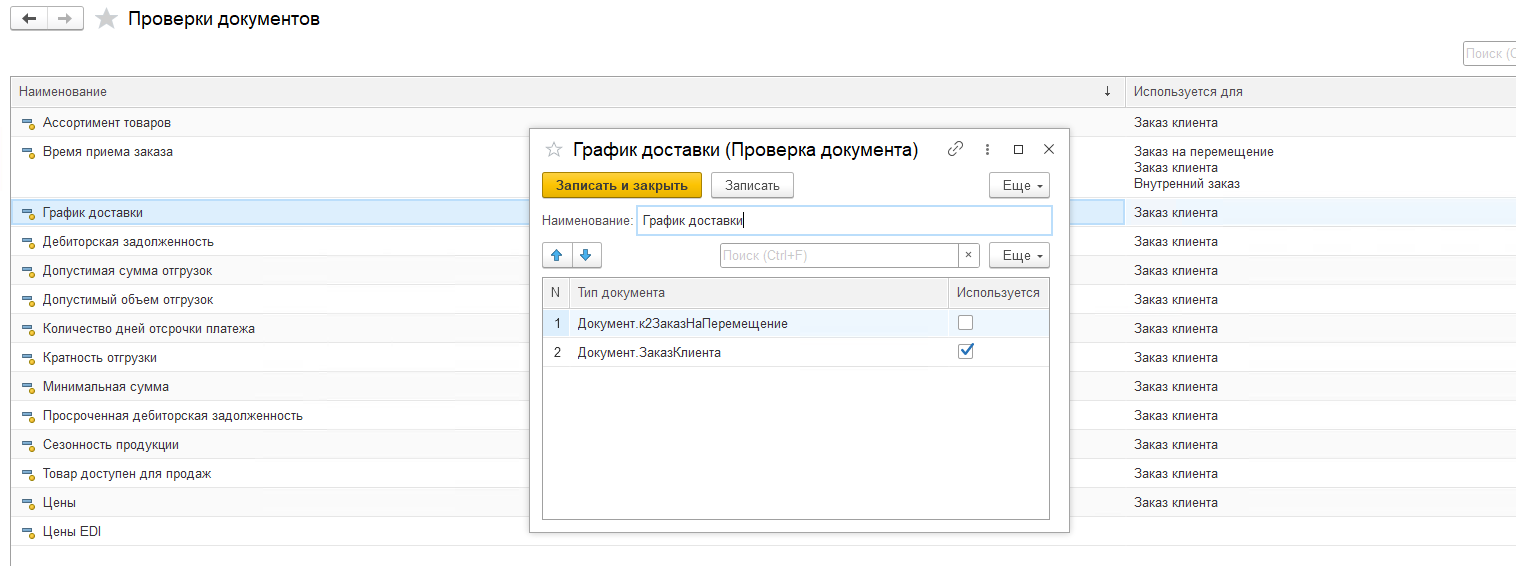 Проверки документов
Поиск (С
Наименование ↓ Используется для
Ассортимент товаров Заказ клиента
Время приема заказа Заказ на перемещение
Заказ клиента
Внутренний заказ
График доставки Заказ клиента
Дебиторская задолженность Заказ клиента
Допустимая сумма отгрузок Заказ клиента
Допустимый объем отгрузок Заказ клиента
Количество дней отсрочки платежа Заказ клиента
Кратность отгрузки Заказ клиента
Минимальная сумма Заказ клиента
Просроченная дебиторская задолженность Заказ клиента
Сезонность продукции Заказ клиента
Товар доступен для продаж Заказ клиента
Цены Заказ клиента
Цены EDI
График доставки (Проверка документа)
Записать и закрыть Записать Еще
Наименование: График доставки
Поиск (Ctrl+F) × Еще
N Тип документа Используется
1 Документ.к2ЗаказНаПеремещение
2 Документ.ЗаказКлиента